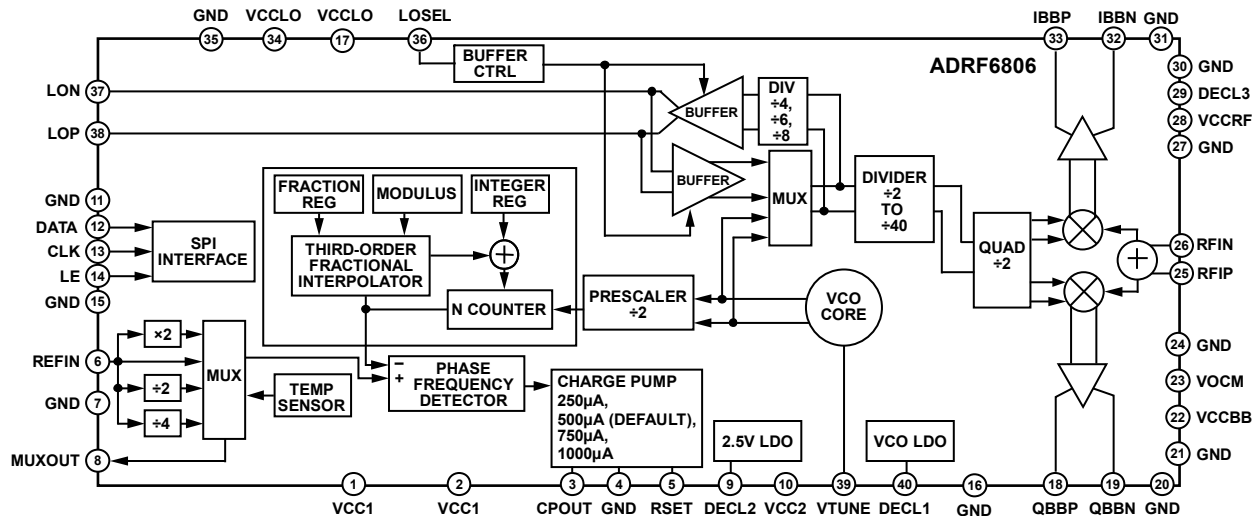 GND VCCLO VCCLO LOSEL IBBP IBBN GND
35 34 17 36 33 32 31
BUFFER
CTRL
ADRF6806
30 GND
29 DECL3
28 VCCRF
27 GND
LON 37
LOP 38
BUFFER
DIV
÷4,
÷6,
÷8
BUFFER
MUX
DIVIDER
÷2
TO
÷40
QUAD
÷2
FRACTION
REG
MODULUS
INTEGER
REG
THIRD-ORDER
FRACTIONAL
INTERPOLATOR
+
N COUNTER
PRESCALER
÷2
VCO
CORE
+
26 RFIN
25 RFIP
GND 11
DATA 12
CLK 13
LE 14
GND 15
SPI
INTERFACE
REFIN 6
GND 7
MUXOUT 8
×2
÷2
÷4
MUX
TEMP
SENSOR
−
+
PHASE
FREQUENCY
DETECTOR
CHARGE PUMP
250µA,
500µA (DEFAULT),
750µA,
1000µA
2.5V LDO
VCO LDO
24 GND
23 VOCM
22 VCCBB
21 GND
1 2 3 4 5 9 10 39 40 16 18 19 20
VCC1 VCC1 CPOUT GND RSET DECL2 VCC2 VTUNE DECL1 GND QBBP QBBN GND